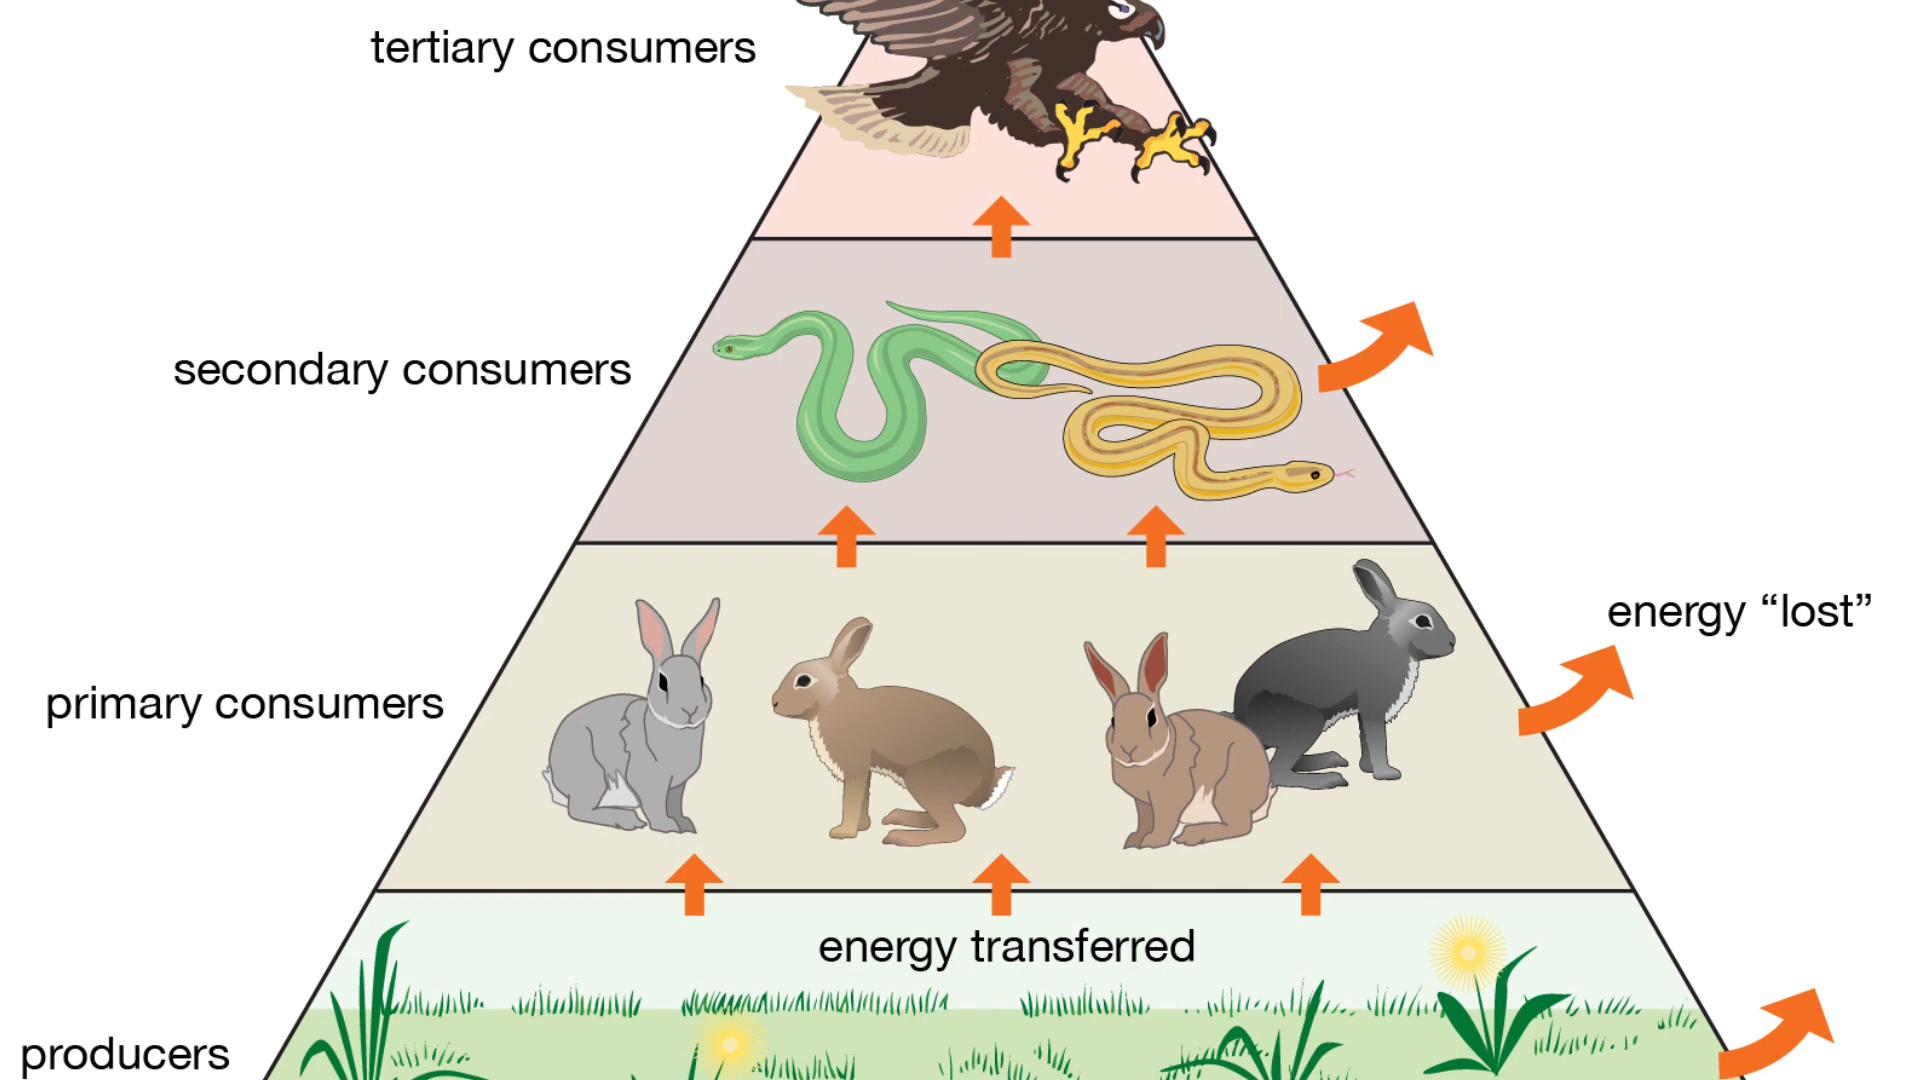 tertiary consumers
secondary consumers
energy “lost”
primary consumers
energy transferred
producers